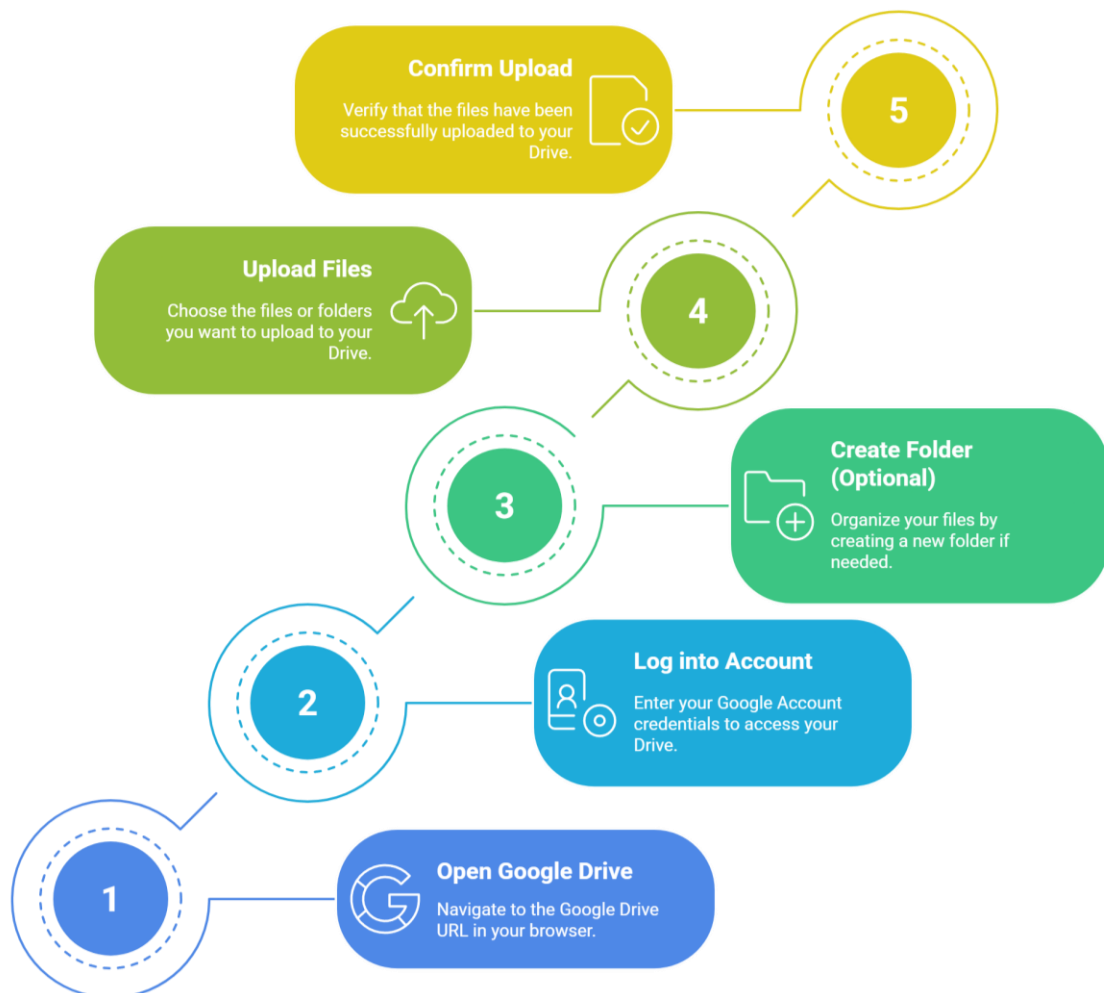 Confirm Upload
Verify that the files have been
successfully uploaded to your
Drive.
5
Upload Files
Choose the files or folders
you want to upload to your
Drive.
4
3
Create Folder
(Optional)
Organize your files by
creating a new folder if
needed.
2
Log into Account
Enter your Google Account
credentials to access your
Drive.
1
Open Google Drive
Navigate to the Google Drive
URL in your browser.